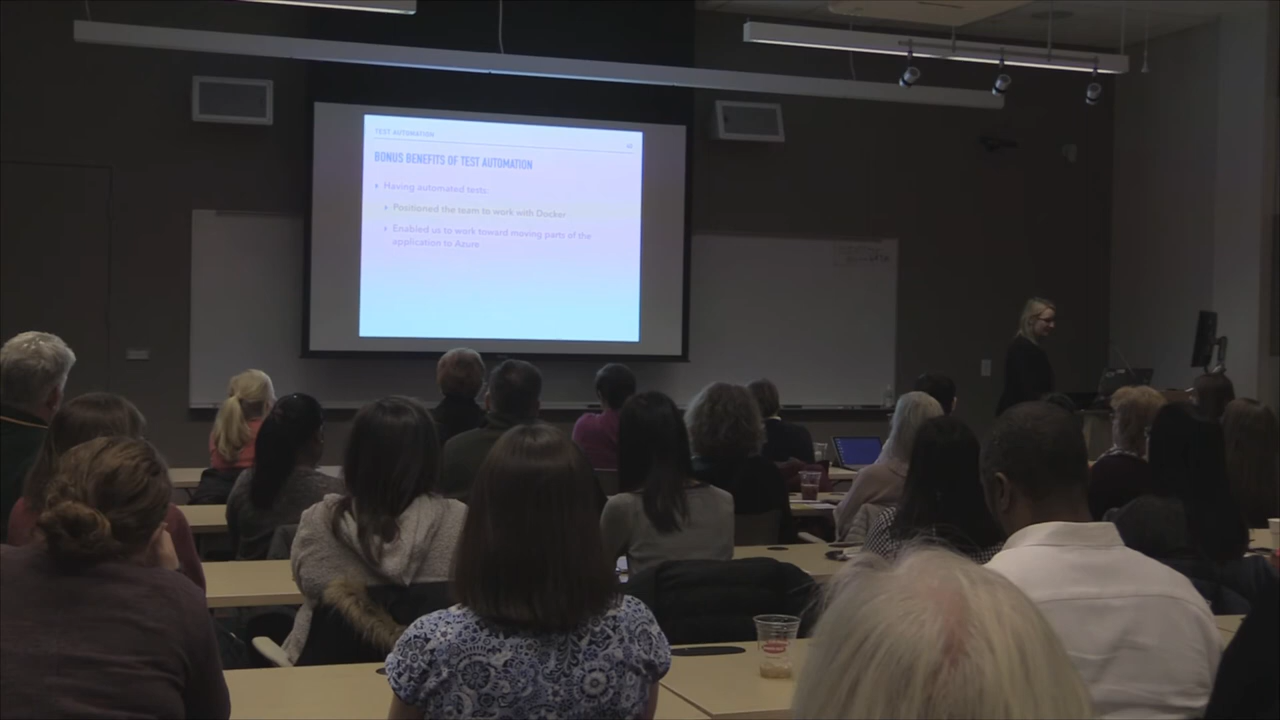 TEST AUTOMATION
BONUS BENEFITS OF TEST AUTOMATION
Having automated tests:
Positioned the team to work with Docker
Enabled us to work toward moving parts of the
application to Azure